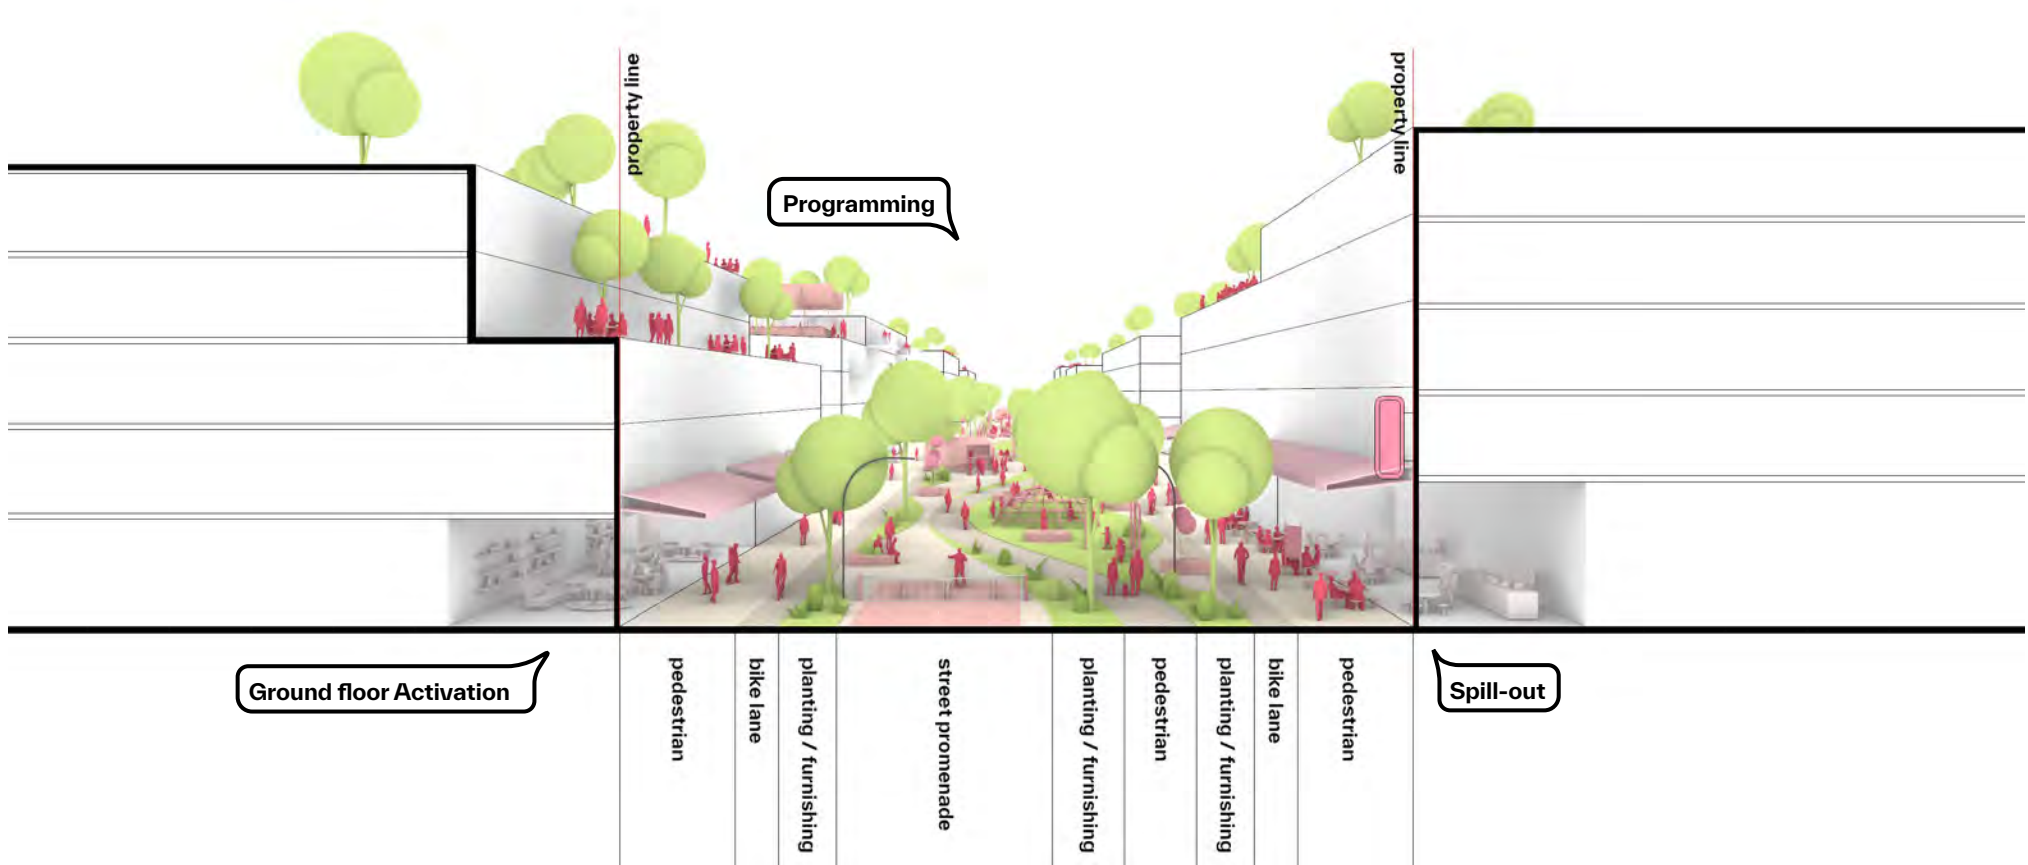 property line
property line
Programming
Ground floor Activation
Spill-out
pedestrian
bike lane
planting / furnishing
street promenade
planting / furnishing
pedestrian
planting / furnishing
bike lane
pedestrian